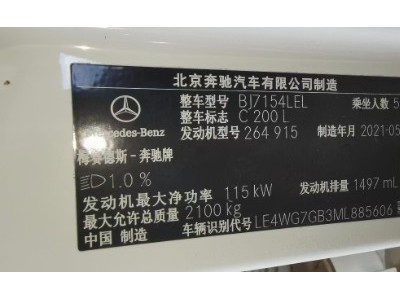 北京奔驰汽车有限公司制造
整车型号 BJ7154LEL 乘坐人数 5
整车标志 C 200 L
Mercedes-Benz 发动机型号 264 915 制造年月 2021-05
梅赛德斯-奔驰牌
1.0 %
发动机最大净功率 115 kW 发动机排量 1497 mL
最大允许总质量 2100 kg
中国 制造 车辆识别代号 LE4WG7GB3ML885606